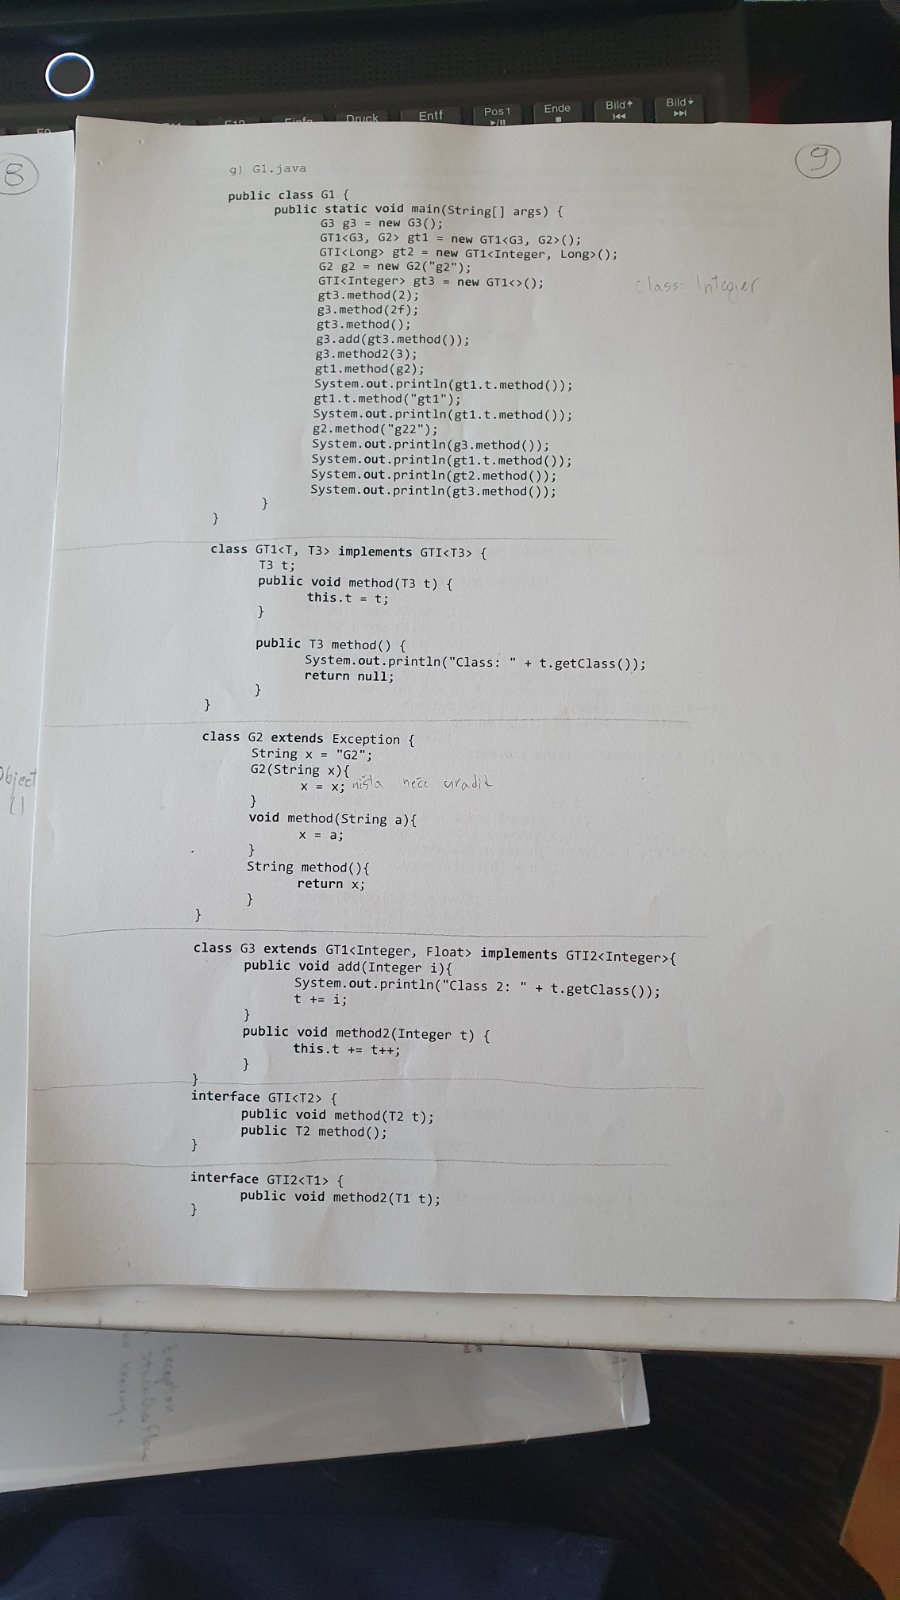 Druck
Entf
Pos 1
Ende
Bild
Bild
8
9
g) G1.java
public class G1 {
public static void main(String[] args) {
G3 g3 = new G3();
GT1<G3, G2> gt1 = new GT1<G3, G2>();
GTI<Long> gt2 = new GT1<Integer, Long>();
G2 g2 = new G2("g2");
GTI<Integer> gt3 = new GT1<>(); class: Integer
gt3.method(2);
g3.method(2f);
gt3.method();
g3.add(gt3.method());
g3.method2(3);
gt1.method(g2);
System.out.println(gt1.t.method());
gt1.t.method("gt1");
System.out.println(gt1.t.method());
g2.method("g22");
System.out.println(g3.method());
System.out.println(gt1.t.method());
System.out.println(gt2.method());
System.out.println(gt3.method());
}
}
class GT1<T, T3> implements GTI<T3> {
T3 t;
public void method(T3 t) {
this.t = t;
}
public T3 method() {
System.out.println("Class: " + t.getClass());
return null;
}
}
class G2 extends Exception {
String x = "G2";
G2(String x){
x = x; ništa neće uradit
}
void method(String a){
x = a;
}
String method(){
return x;
}
}
class G3 extends GT1<Integer, Float> implements GTI2<Integer>{
public void add(Integer i){
System.out.println("Class 2: " + t.getClass());
t += i;
}
public void method2(Integer t) {
this.t += t++;
}
}
interface GTI<T2> {
public void method(T2 t);
public T2 method();
}
interface GTI2<T1> {
public void method2(T1 t);
}
Object
Exception